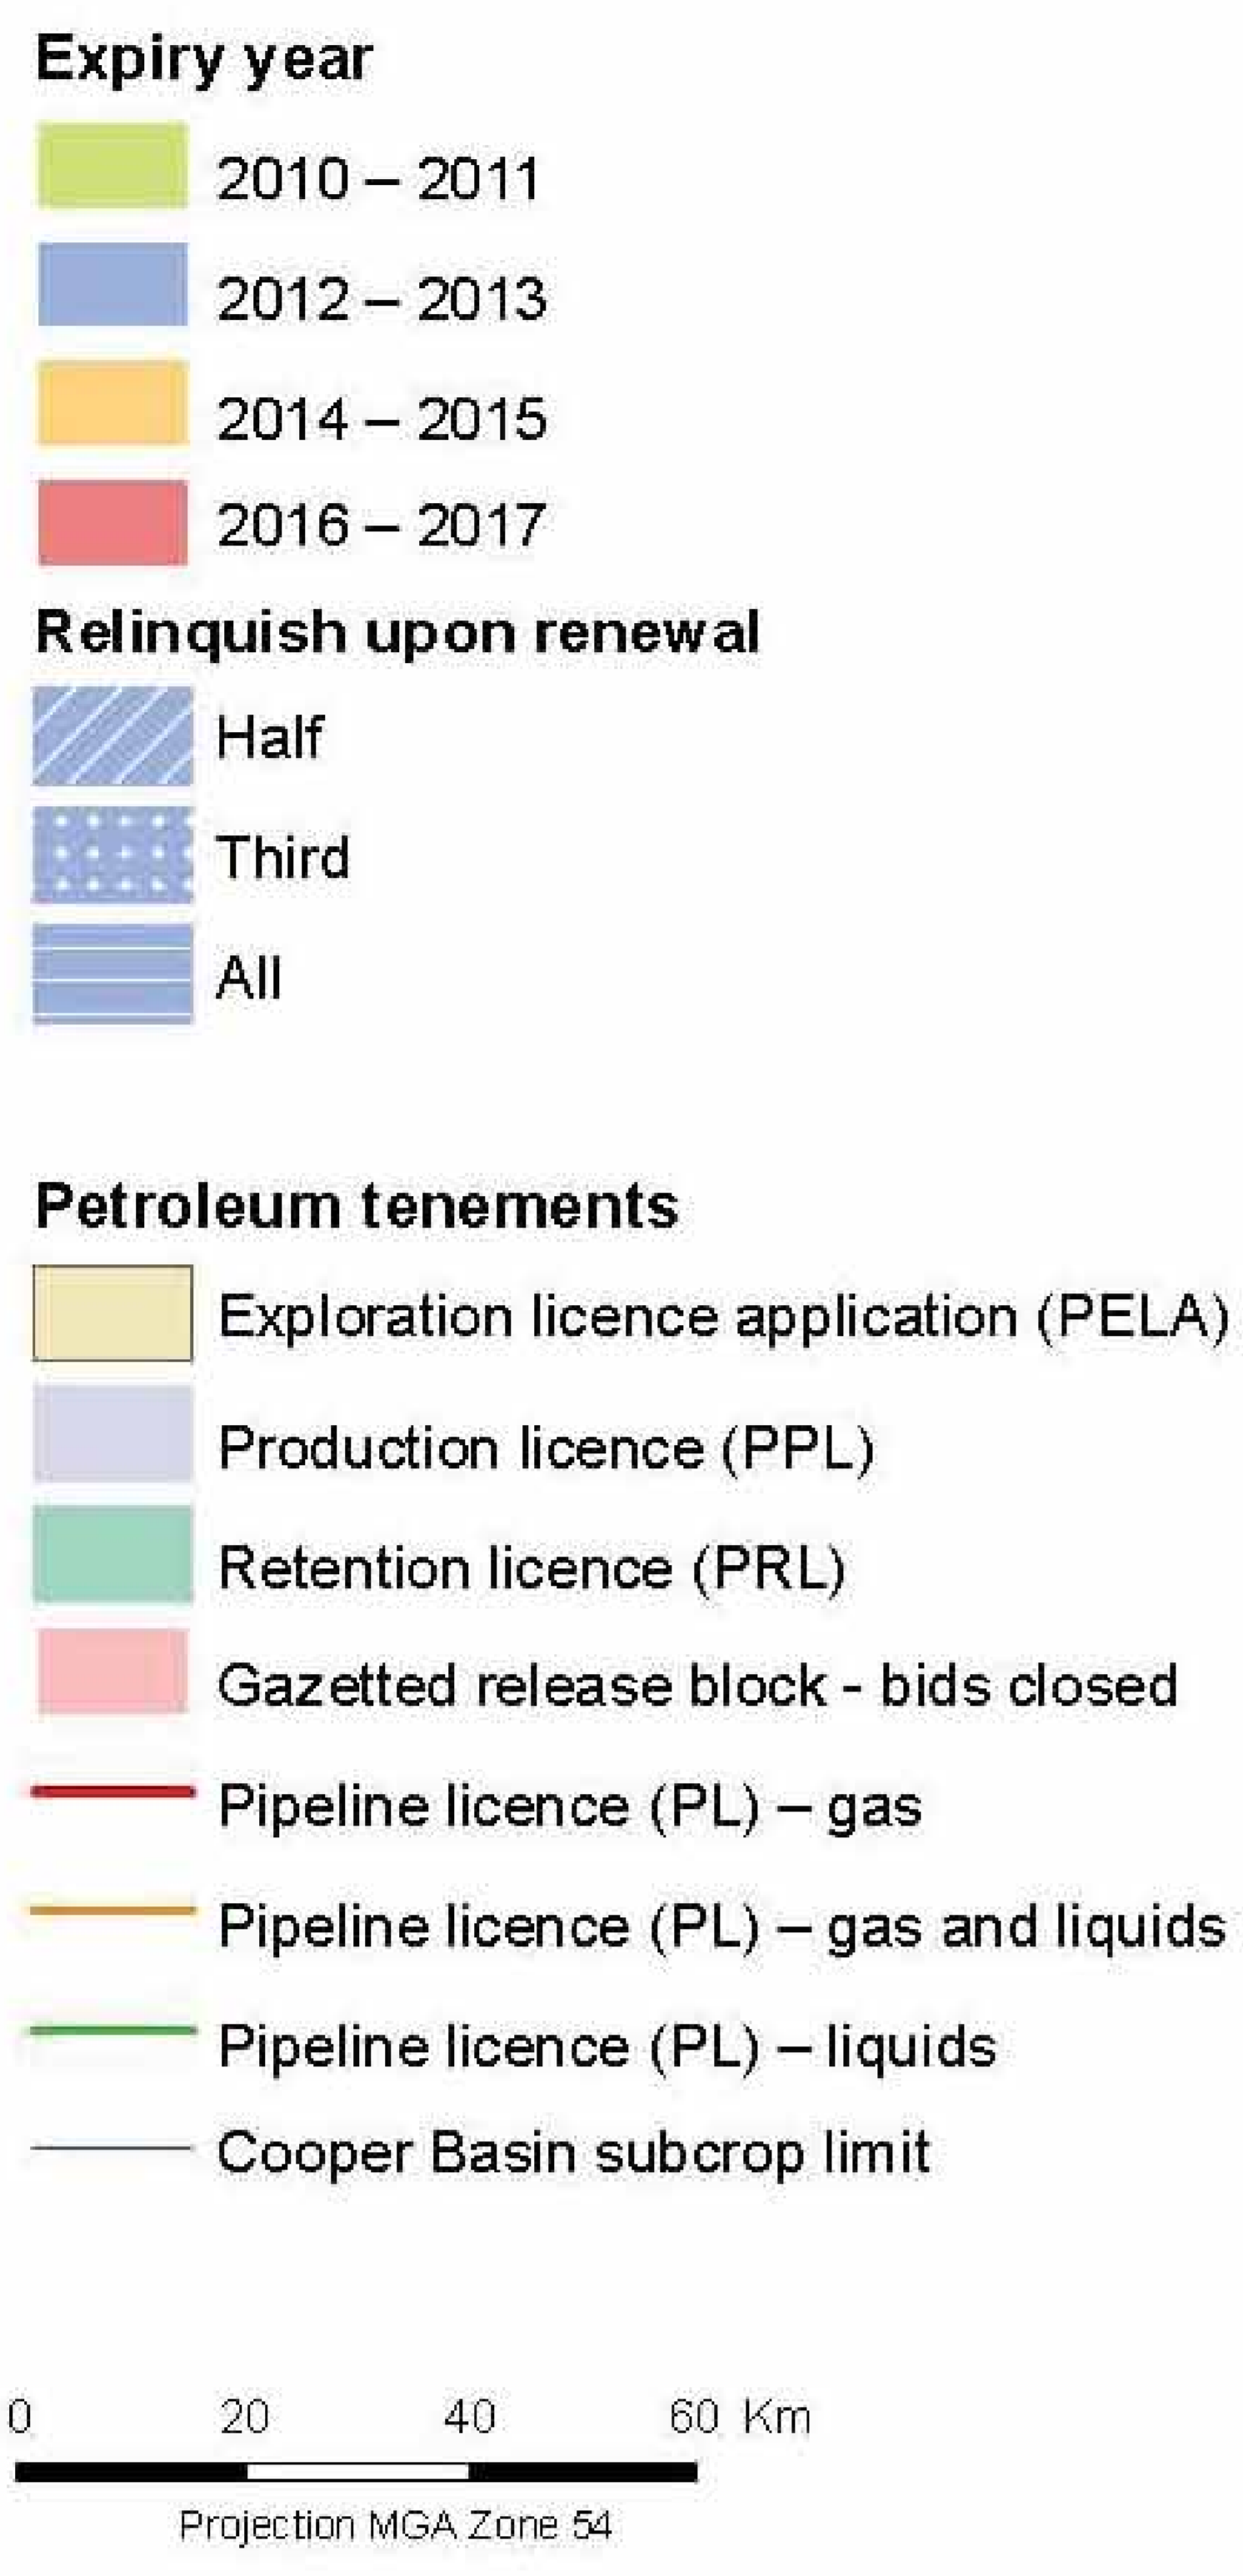 Expiry year
2010 – 2011
2012 – 2013
2014 – 2015
2016 – 2017
Relinquish upon renewal
Half
Third
All
Petroleum tenements
Exploration licence application (PELA)
Production licence (PPL)
Retention licence (PRL)
Gazetted release block - bids closed
Pipeline licence (PL) – gas
Pipeline licence (PL) – gas and liquids
Pipeline licence (PL) – liquids
Cooper Basin subcrop limit
0 20 40 60 Km
Projection MGA Zone 54